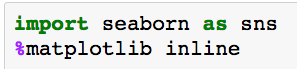 import seaborn as sns
%matplotlib inline